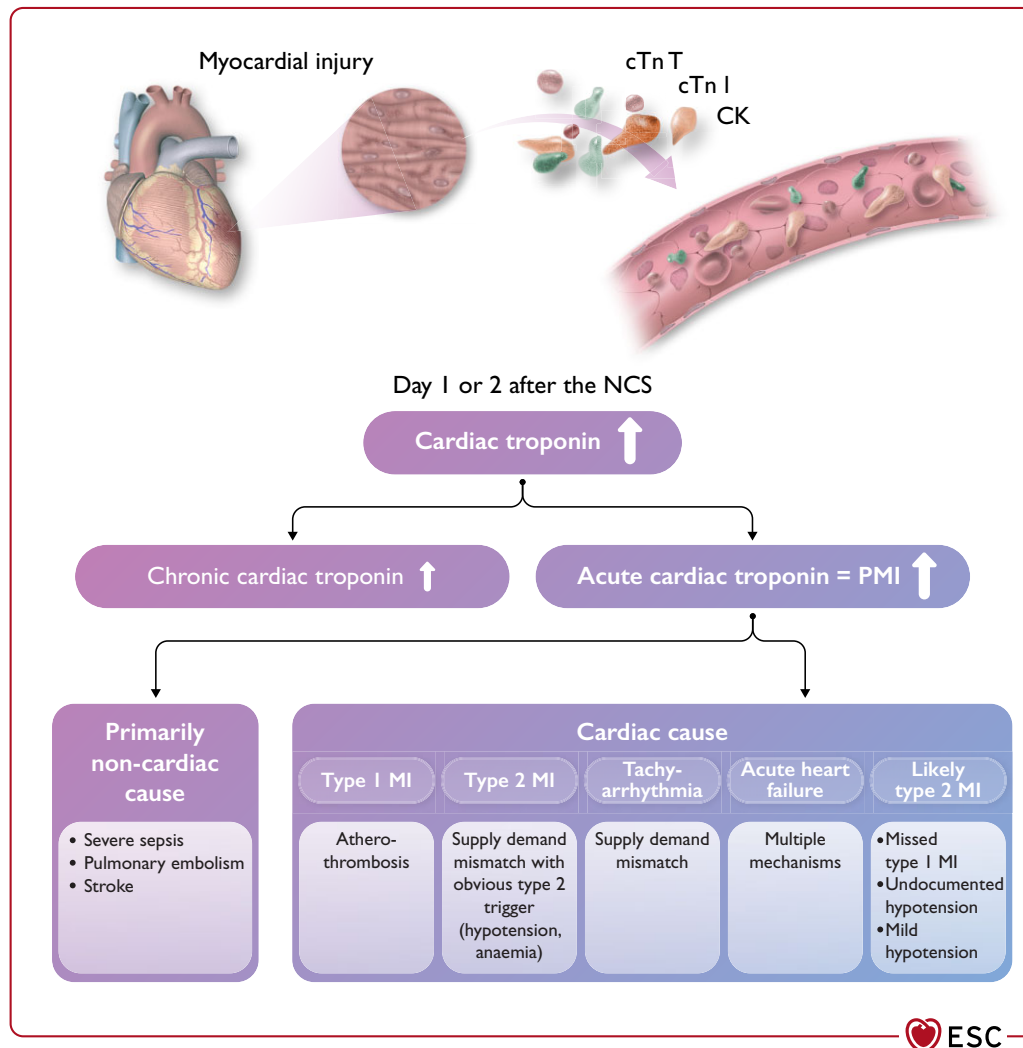 Myocardial injury
cTn T
cTn I
CK
Day 1 or 2 after the NCS
Cardiac troponin
Chronic cardiac troponin
Acute cardiac troponin = PMI
Primarily
non-cardiac
cause
• Severe sepsis
• Pulmonary embolism
• Stroke
Cardiac cause
Type 1 MI
Athero-
thrombosis
Type 2 MI
Supply demand
mismatch with
obvious type 2
trigger
(hypotension,
anaemia)
Tachy-
arrhythmia
Supply demand
mismatch
Acute heart
failure
Multiple
mechanisms
Likely
type 2 MI
•Missed
type 1 MI
•Undocumented
hypotension
•Mild
hypotension
ESC